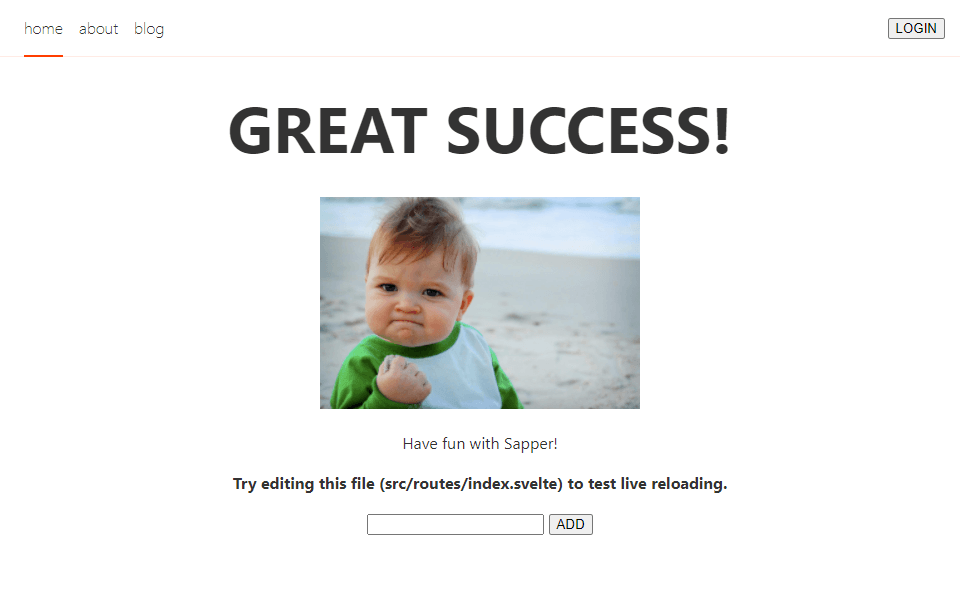 home about blog LOGIN
GREAT SUCCESS!
Have fun with Sapper!
Try editing this file (src/routes/index.svelte) to test live reloading.
ADD